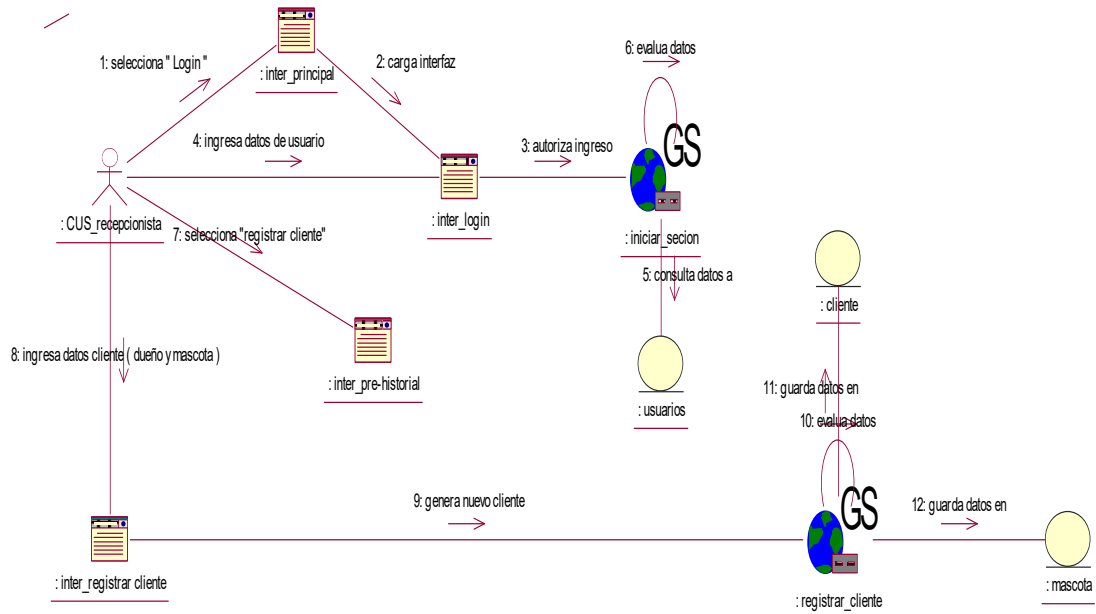 6: evalua datos
1: selecciona " Login "
2: carga interfaz
: inter_principal
GS
4: ingresa datos de usuario
3: autoriza ingreso
: CUS_recepcionista
: inter_login
7: selecciona "registrar cliente"
: iniciar_secion
5: consulta datos a
: cliente
8: ingresa datos cliente ( dueño y mascota )
: inter_pre-historial
: usuarios
11: guarda datos en
10: evalua datos
9: genera nuevo cliente
GS
12: guarda datos en
: inter_registrar cliente
: registrar_cliente
: mascota